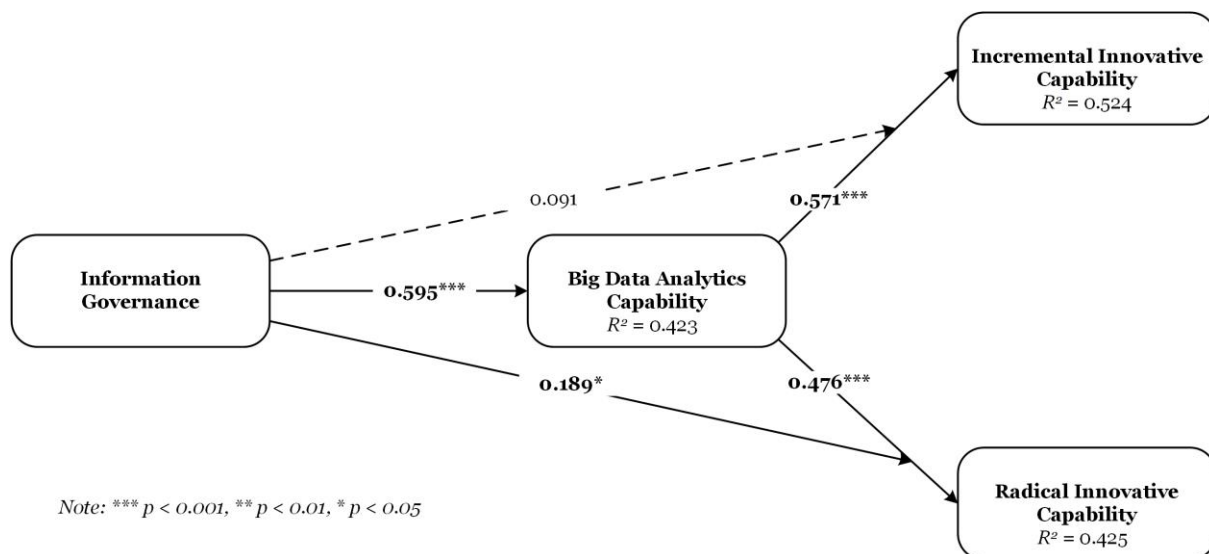 Incremental Innovative
Capability
R² = 0.524
0.571***
0.091
Information
Governance
0.595***
Big Data Analytics
Capability
R² = 0.423
0.189*
0.476***
Radical Innovative
Capability
R² = 0.425
Note: *** p < 0.001, ** p < 0.01, * p < 0.05